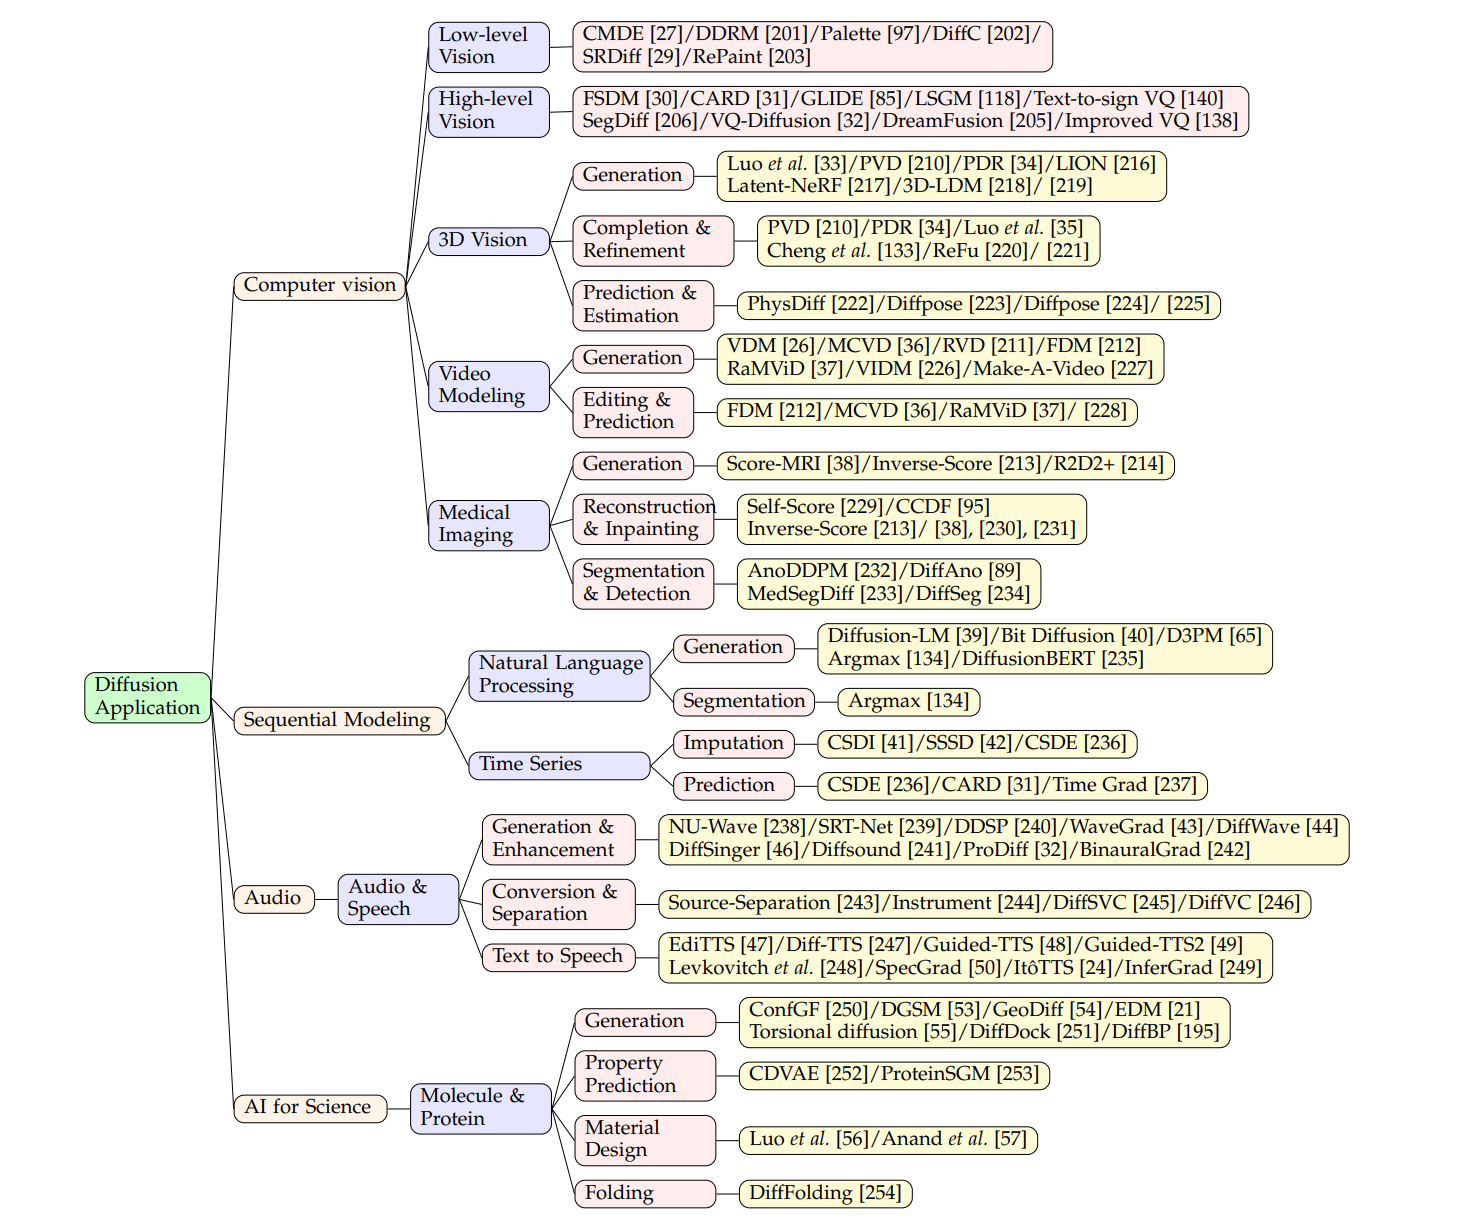 Low-level
Vision
CMDE [27]/DDRM [201]/Palette [97]/DiffC [202]/
SRDiff [29]/RePaint [203]
High-level
Vision
FSDM [30]/CARD [31]/GLIDE [85]/LSGM [118]/Text-to-sign VQ [140]
SegDiff [206]/VQ-Diffusion [32]/DreamFusion [205]/Improved VQ [138]
Generation
Luo et al. [33]/PVD [210]/PDR [34]/LION [216]
Latent-NeRF [217]/3D-LDM [218]/ [219]
3D Vision
Completion &
Refinement
PVD [210]/PDR [34]/Luo et al. [35]
Cheng et al. [133]/ReFu [220]/ [221]
Computer vision
Prediction &
Estimation
PhysDiff [222]/Diffpose [223]/Diffpose [224]/ [225]
Video
Modeling
Generation
VDM [26]/MCVD [36]/RVD [211]/FDM [212]
RaMViD [37]/VIDM [226]/Make-A-Video [227]
Editing &
Prediction
FDM [212]/MCVD [36]/RaMViD [37]/ [228]
Generation
Score-MRI [38]/Inverse-Score [213]/R2D2+ [214]
Medical
Imaging
Reconstruction
& Inpainting
Self-Score [229]/CCDF [95]
Inverse-Score [213]/ [38], [230], [231]
Segmentation
& Detection
AnoDDPM [232]/DiffAno [89]
MedSegDiff [233]/DiffSeg [234]
Diffusion
Application
Sequential Modeling
Natural Language
Processing
Generation
Diffusion-LM [39]/Bit Diffusion [40]/D3PM [65]
Argmax [134]/DiffusionBERT [235]
Segmentation
Argmax [134]
Time Series
Imputation
CSDI [41]/SSSD [42]/CSDE [236]
Prediction
CSDE [236]/CARD [31]/Time Grad [237]
Audio
Audio &
Speech
Generation &
Enhancement
NU-Wave [238]/SRT-Net [239]/DDSP [240]/WaveGrad [43]/DiffWave [44]
DiffSinger [46]/Diffsound [241]/ProDiff [32]/BinauralGrad [242]
Conversion &
Separation
Source-Separation [243]/Instrument [244]/DiffSVC [245]/DiffVC [246]
Text to Speech
EdiTTS [47]/Diff-TTS [247]/Guided-TTS [48]/Guided-TTS2 [49]
Levkovitch et al. [248]/SpecGrad [50]/ItôTTS [24]/InferGrad [249]
AI for Science
Molecule &
Protein
Generation
ConfGF [250]/DGSM [53]/GeoDiff [54]/EDM [21]
Torsional diffusion [55]/DiffDock [251]/DiffBP [195]
Property
Prediction
CDVAE [252]/ProteinSGM [253]
Material
Design
Luo et al. [56]/Anand et al. [57]
Folding
DiffFolding [254]